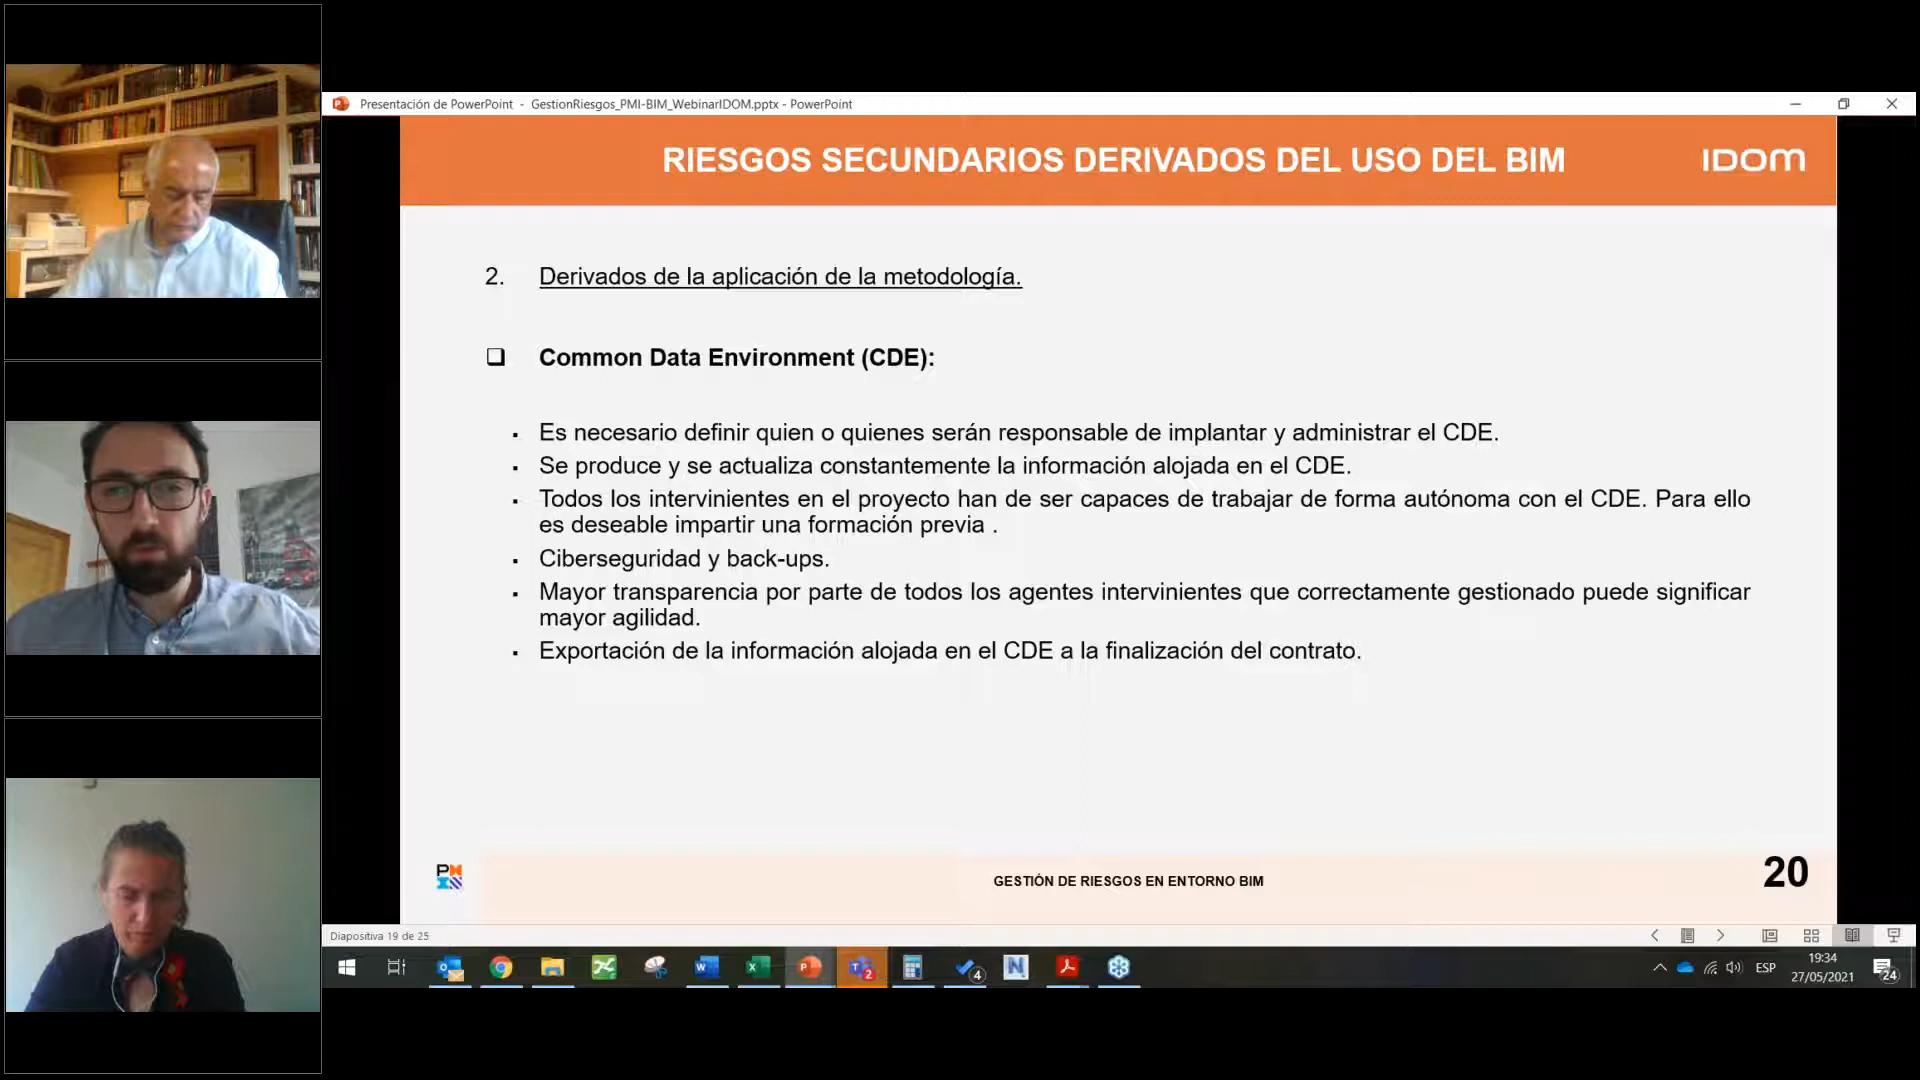 Presentación de PowerPoint - GestionRiesgos_PMI-BIM_WebinarIDOM.pptx - PowerPoint
RIESGOS SECUNDARIOS DERIVADOS DEL USO DEL BIM
IDOM
2. Derivados de la aplicación de la metodología.
❑ Common Data Environment (CDE):
▪ Es necesario definir quien o quienes serán responsable de implantar y administrar el CDE.
▪ Se produce y se actualiza constantemente la información alojada en el CDE.
▪ Todos los intervinientes en el proyecto han de ser capaces de trabajar de forma autónoma con el CDE. Para ello
es deseable impartir una formación previa .
▪ Ciberseguridad y back-ups.
▪ Mayor transparencia por parte de todos los agentes intervinientes que correctamente gestionado puede significar
mayor agilidad.
▪ Exportación de la información alojada en el CDE a la finalización del contrato.
GESTIÓN DE RIESGOS EN ENTORNO BIM
20
Diapositiva 19 de 25
2
4
N
ESP
19:34
27/05/2021
24